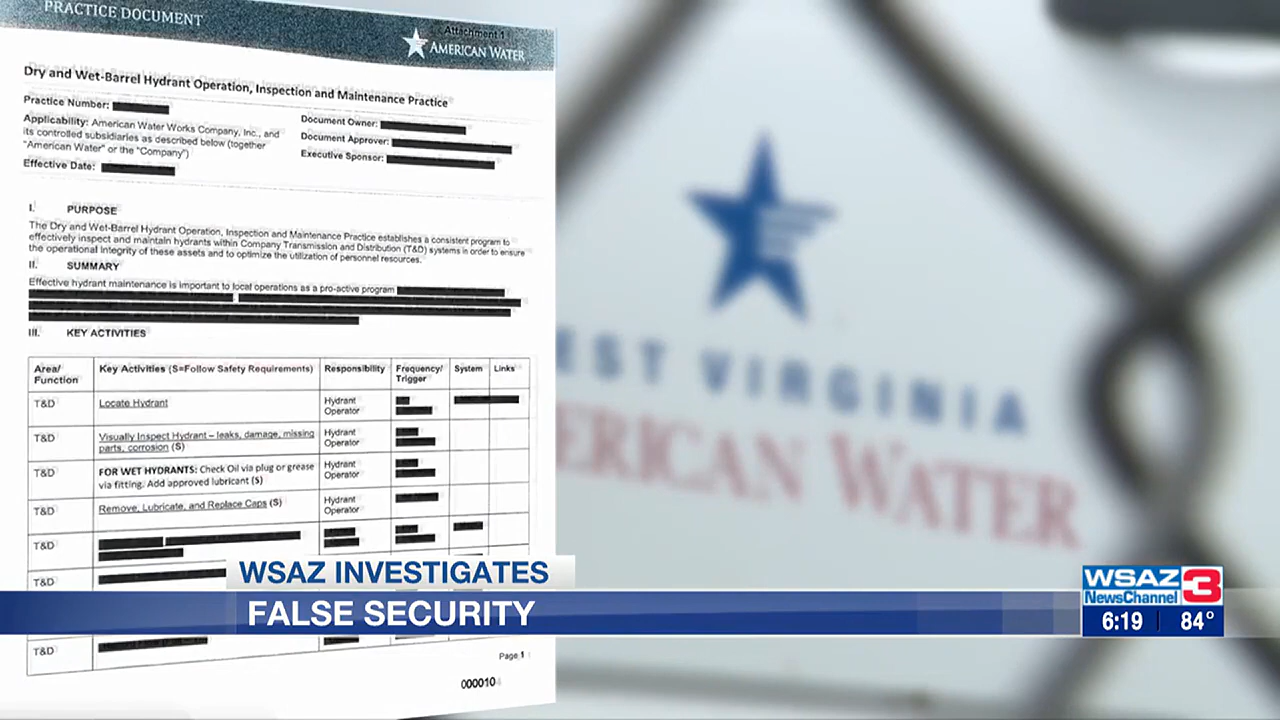 PRACTICE DOCUMENT
Attachment 1
AMERICAN WATER
Dry and Wet-Barrel Hydrant Operation, Inspection and Maintenance Practice
Practice Number:
Applicability: American Water Works Company, Inc., and
its controlled subsidiaries as described below (together
"American Water" or the "Company")
Effective Date:
Document Owner:
Document Approver:
Executive Sponsor:
I. PURPOSE
The Dry and Wet-Barrel Hydrant Operation, Inspection and Maintenance Practice establishes a consistent program to
effectively inspect and maintain hydrants within Company Transmission and Distribution (T&D) systems in order to ensure
the operational integrity of these assets and to optimize the utilization of personnel resources.
II. SUMMARY
Effective hydrant maintenance is important to local operations as a pro-active program
III. KEY ACTIVITIES
Area/ Function Key Activities (S=Follow Safety Requirements) Responsibility Frequency/ Trigger System Links
T&D Locate Hydrant Hydrant Operator
T&D Visually Inspect Hydrant – leaks, damage, missing parts, corrosion (S) Hydrant Operator
T&D FOR WET HYDRANTS: Check Oil via plug or grease via fitting. Add approved lubricant (S) Hydrant Operator
T&D Remove, Lubricate, and Replace Caps (S) Hydrant Operator
T&D
T&D
T&D
Page 1
000010
EST VIRGINIA
ERICAN WATER
WSAZ INVESTIGATES
FALSE SECURITY
WSAZ 3
NewsChannel
6:19 84°